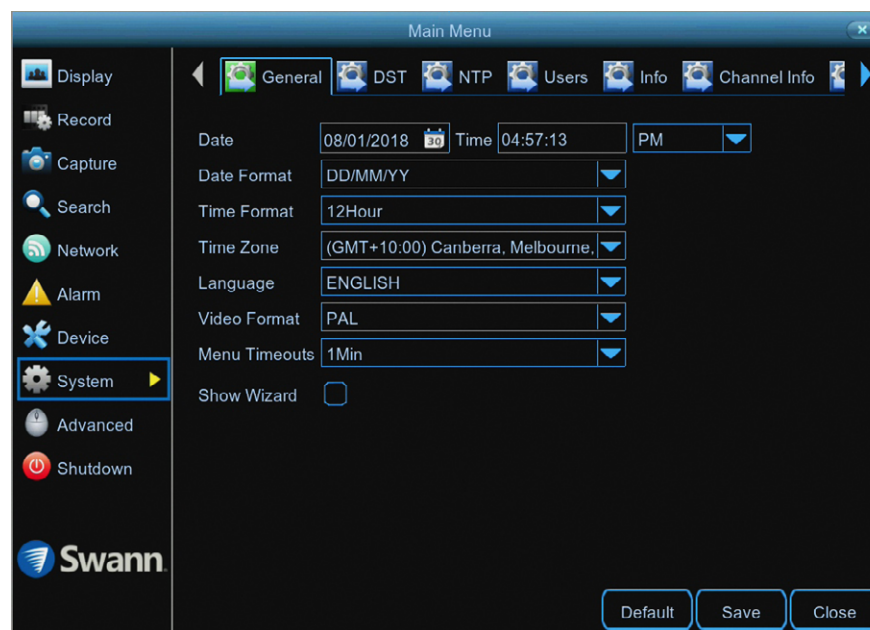 Main Menu
Display
Record
Capture
Search
Network
Alarm
Device
System
Advanced
Shutdown
Swann
General DST NTP Users Info Channel Info
Date 08/01/2018 30 Time 04:57:13 PM
Date Format DD/MM/YY
Time Format 12Hour
Time Zone (GMT+10:00) Canberra, Melbourne,
Language ENGLISH
Video Format PAL
Menu Timeouts 1Min
Show Wizard
Default Save Close